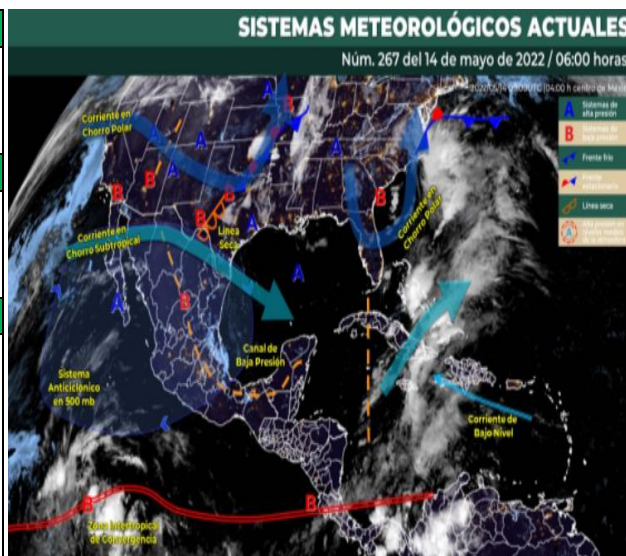 SISTEMAS METEOROLÓGICOS ACTUALES
Núm. 267 del 14 de mayo de 2022 / 06:00 horas
A
Sistemas de
alta presión
B
Sistemas de
baja presión
Frente frío
Frente
estacionario
Línea seca
A
Corriente en
Chorro Polar
A
B
A
A
A
B
B
B
B
B
Línea
Seca
A
Corriente en
Chorro Polar
Corriente en
Chorro Subtropical
A
A
B
Canal de
Baja Presión
Sistema
Anticiclónico
en 500 mb
Corriente de
Bajo Nivel
B
B
Zona Intertropical
de Convergencia